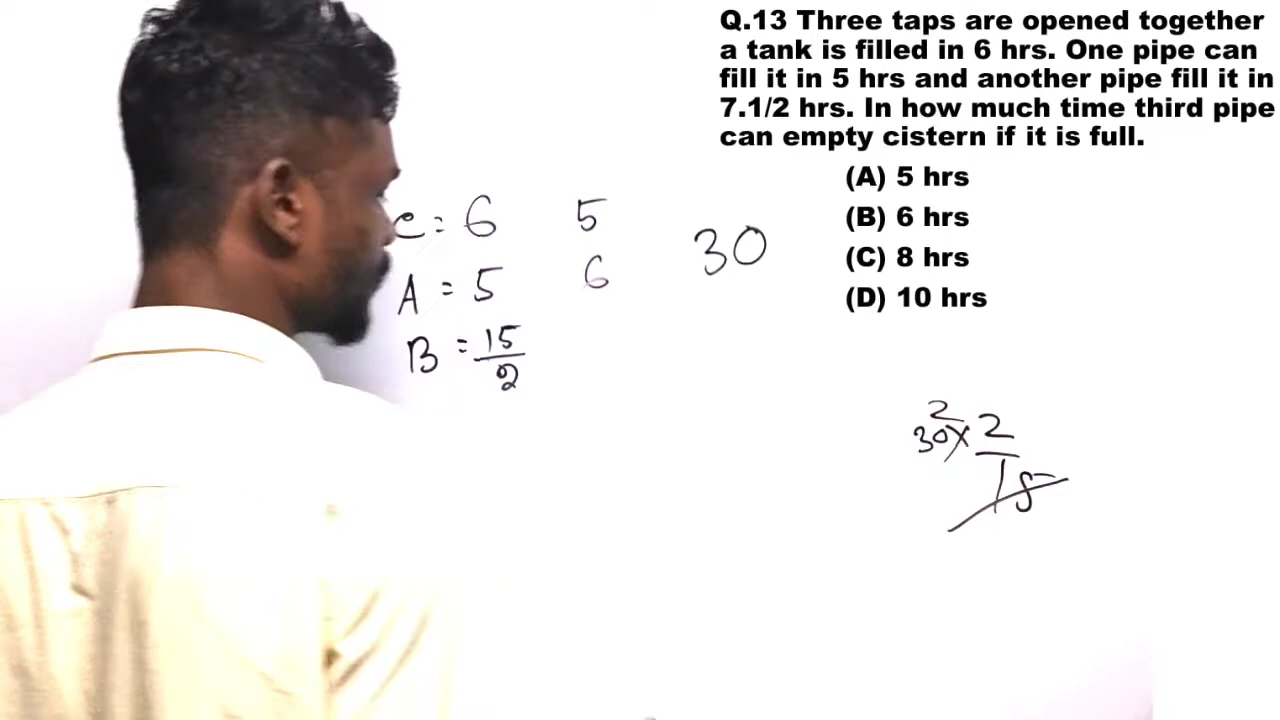 Q.13 Three taps are opened together
a tank is filled in 6 hrs. One pipe can
fill it in 5 hrs and another pipe fill it in
7.1/2 hrs. In how much time third pipe
can empty cistern if it is full.
(A) 5 hrs
(B) 6 hrs
(C) 8 hrs
(D) 10 hrs
c = 6 5
A = 5 6 30
B = 15/2
2
30 x 2/15